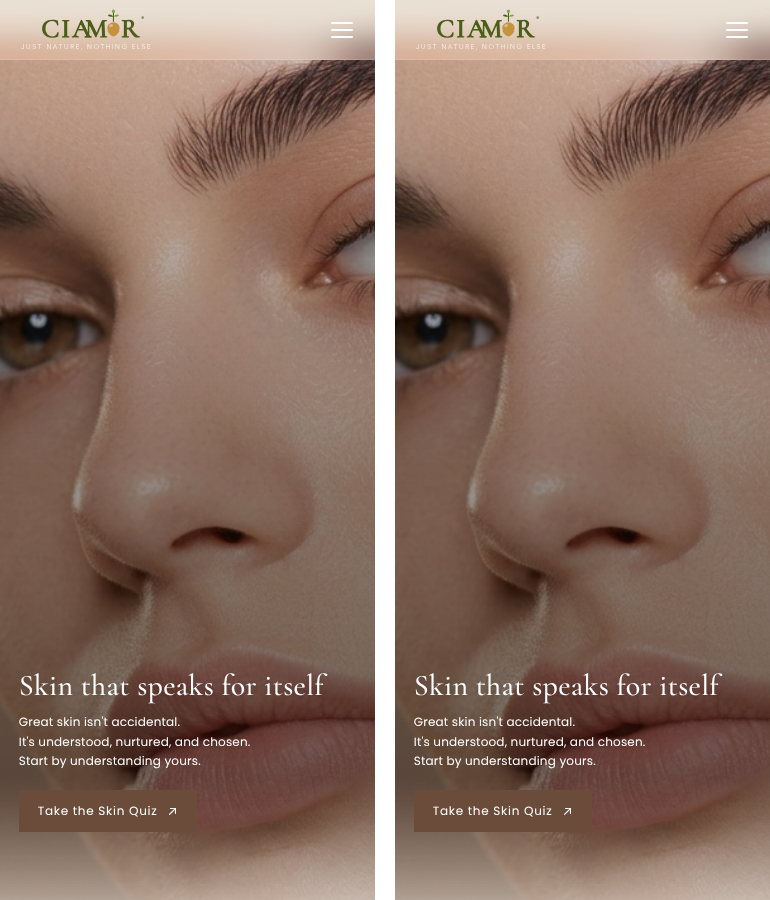 CIAMOR
JUST NATURE, NOTHING ELSE
Skin that speaks for itself
Great skin isn't accidental.
It's understood, nurtured, and chosen.
Start by understanding yours.
Take the Skin Quiz
CIAMOR
JUST NATURE, NOTHING ELSE
Skin that speaks for itself
Great skin isn't accidental.
It's understood, nurtured, and chosen.
Start by understanding yours.
Take the Skin Quiz